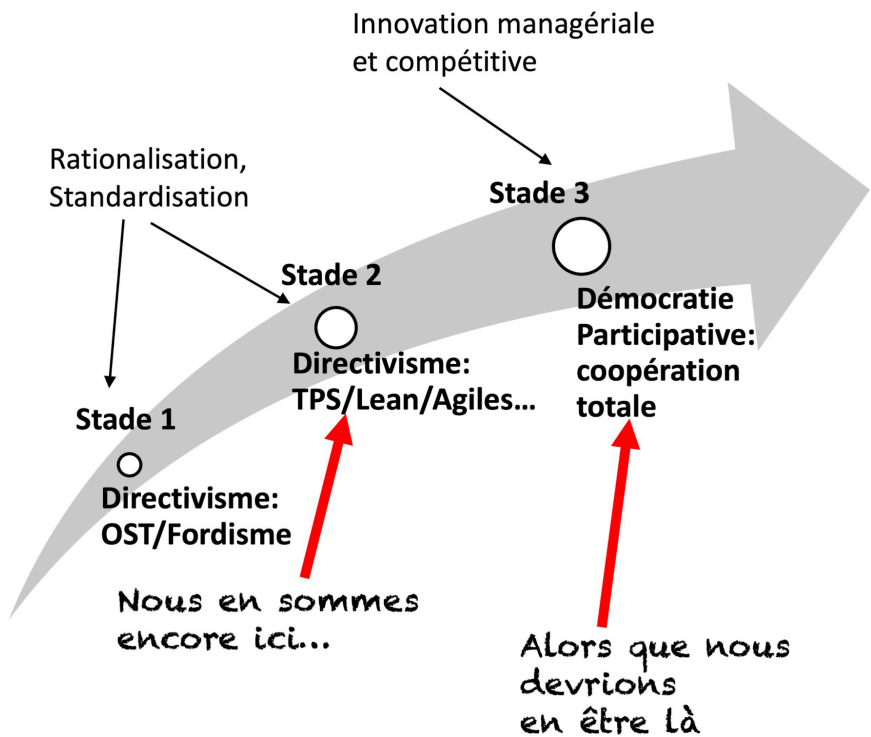 Innovation managériale
et compétitive
Rationalisation,
Standardisation
Stade 3
Stade 2
Démocratie
Participative:
coopération
totale
Directivisme:
TPS/Lean/Agiles…
Stade 1
Directivisme:
OST/Fordisme
Nous en sommes
encore ici…
Alors que nous
devrions
en être là